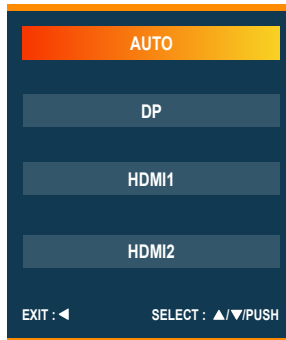 AUTO
DP
HDMI1
HDMI2
EXIT : ◀ SELECT : ▲/▼/PUSH